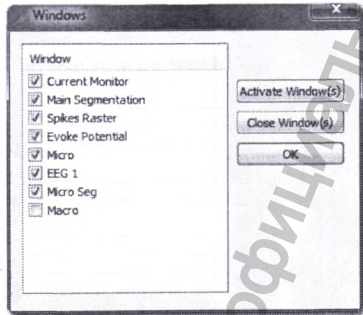 Windows
Window
Current Monitor
Main Segmentation
Spikes Raster
Evoke Potential
Micro
EEG 1
Micro Seg
Macro
Activate Window(s)
Close Window(s)
OK